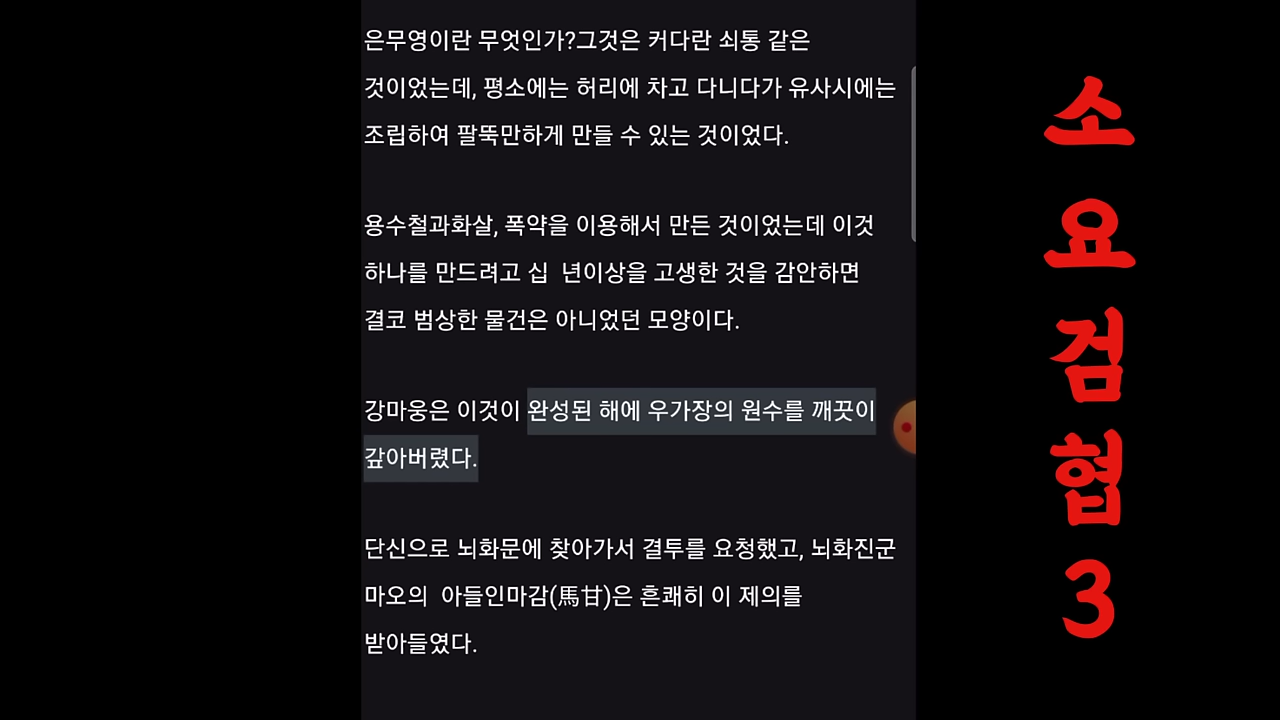 은무영이란 무엇인가?그것은 커다란 쇠통 같은
것이었는데, 평소에는 허리에 차고 다니다가 유사시에는
조립하여 팔뚝만하게 만들 수 있는 것이었다.
용수철과화살, 폭약을 이용해서 만든 것이었는데 이것
하나를 만드려고 십  년이상을 고생한 것을 감안하면
결코 범상한 물건은 아니었던 모양이다.
강마웅은 이것이 완성된 해에 우가장의 원수를 깨끗이
갚아버렸다.
단신으로 뇌화문에 찾아가서 결투를 요청했고, 뇌화진군
마오의  아들인마감(馬甘)은 흔쾌히 이 제의를
받아들였다.
소
요
검
협
3